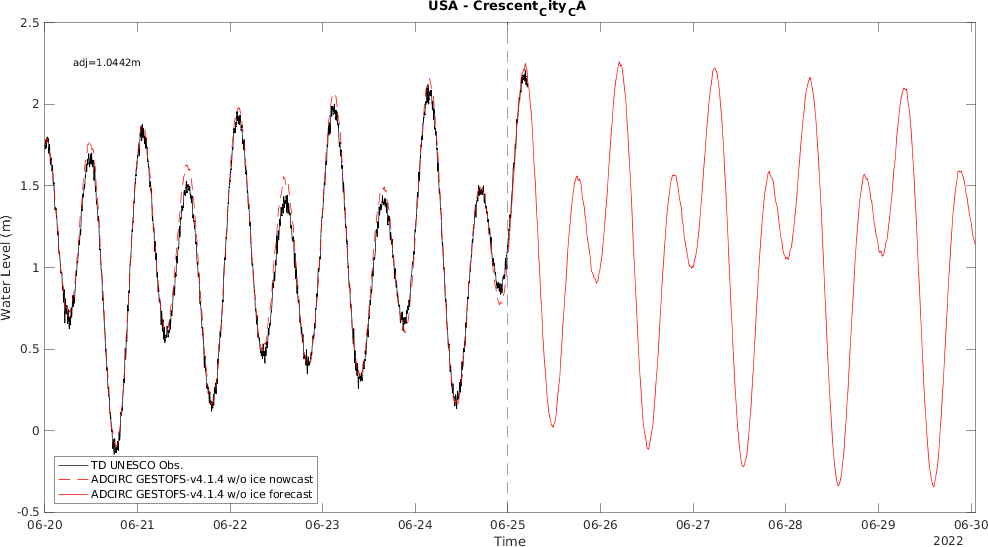 USA - CrescentCityCA
adj=1.0442m
2.5
2
1.5
1
0.5
0
-0.5
Water Level (m)
TD UNESCO Obs.
ADCIRC GESTOFS-v4.1.4 w/o ice nowcast
ADCIRC GESTOFS-v4.1.4 w/o ice forecast
06-20 06-21 06-22 06-23 06-24 06-25 06-26 06-27 06-28 06-29 06-30
Time
2022